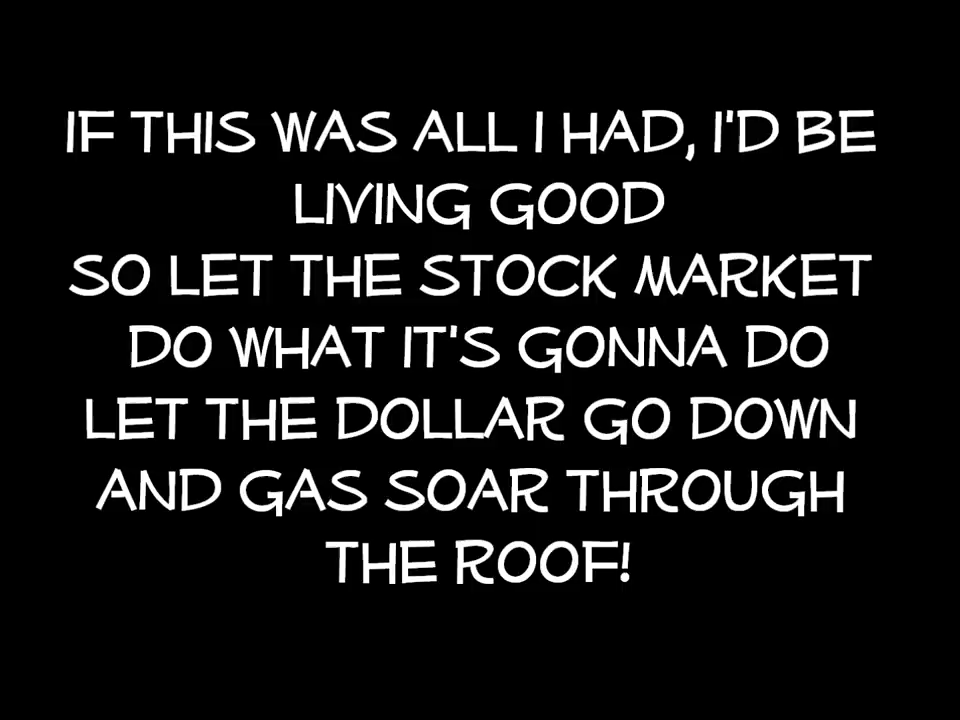 IF THIS WAS ALL I HAD, I'D BE
LIVING GOOD
SO LET THE STOCK MARKET
DO WHAT IT'S GONNA DO
LET THE DOLLAR GO DOWN
AND GAS SOAR THROUGH
THE ROOF!